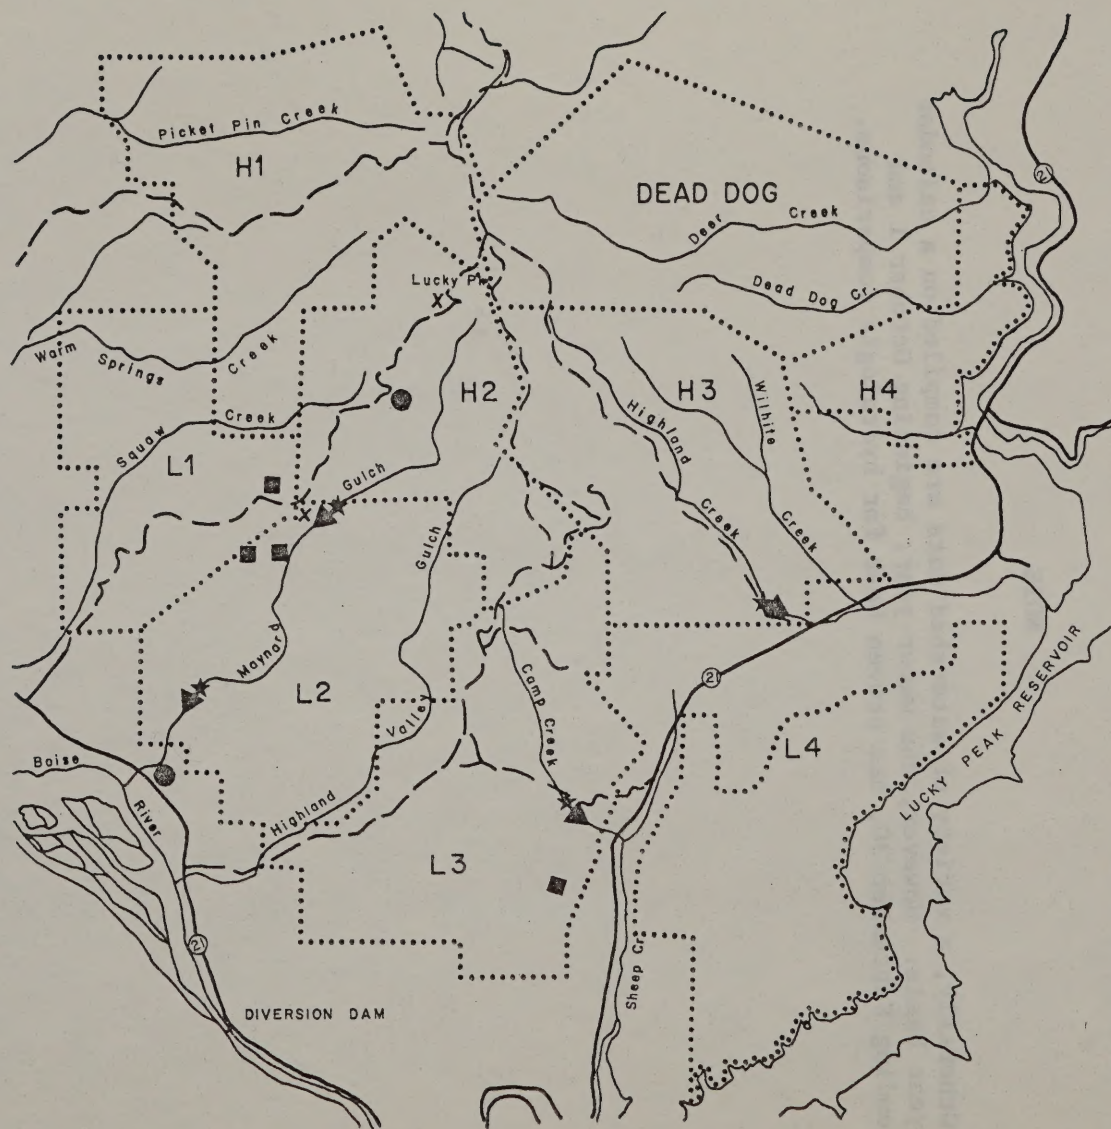 Picket Pin Creek
H1
21
DEAD DOG
Deer Creek
Lucky Pk.
X
Dead Dog Cr.
Warm Springs Creek
H2
H3
Wilhite Creek
H4
Highland Creek
Squaw Creek
L1
Maynard Gulch
X
Highland Valley Gulch
L2
Camp Creek
21
L4
LUCKY PEAK RESERVOIR
Boise River
L3
21
Sheep Cr.
DIVERSION DAM